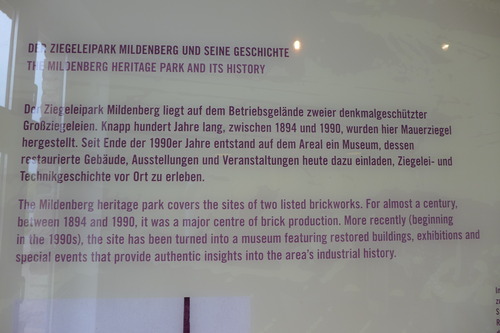 DER ZIEGELEIPARK MILDENBERG UND SEINE GESCHICHTE
THE MILDENBERG HERITAGE PARK AND ITS HISTORY
Der Ziegeleipark Mildenberg liegt auf dem Betriebsgelände zweier denkmalgeschützter
Großziegeleien. Knapp hundert Jahre lang, zwischen 1894 und 1990, wurden hier Mauerziegel
hergestellt. Seit Ende der 1990er Jahre entstand auf dem Areal ein Museum, dessen
restaurierte Gebäude, Ausstellungen und Veranstaltungen heute dazu einladen, Ziegelei- und
Technikgeschichte vor Ort zu erleben.
The Mildenberg heritage park covers the sites of two listed brickworks. For almost a century,
between 1894 and 1990, it was a major centre of brick production. More recently (beginning
in the 1990s), the site has been turned into a museum featuring restored buildings, exhibitions and
special events that provide authentic insights into the area's industrial history.